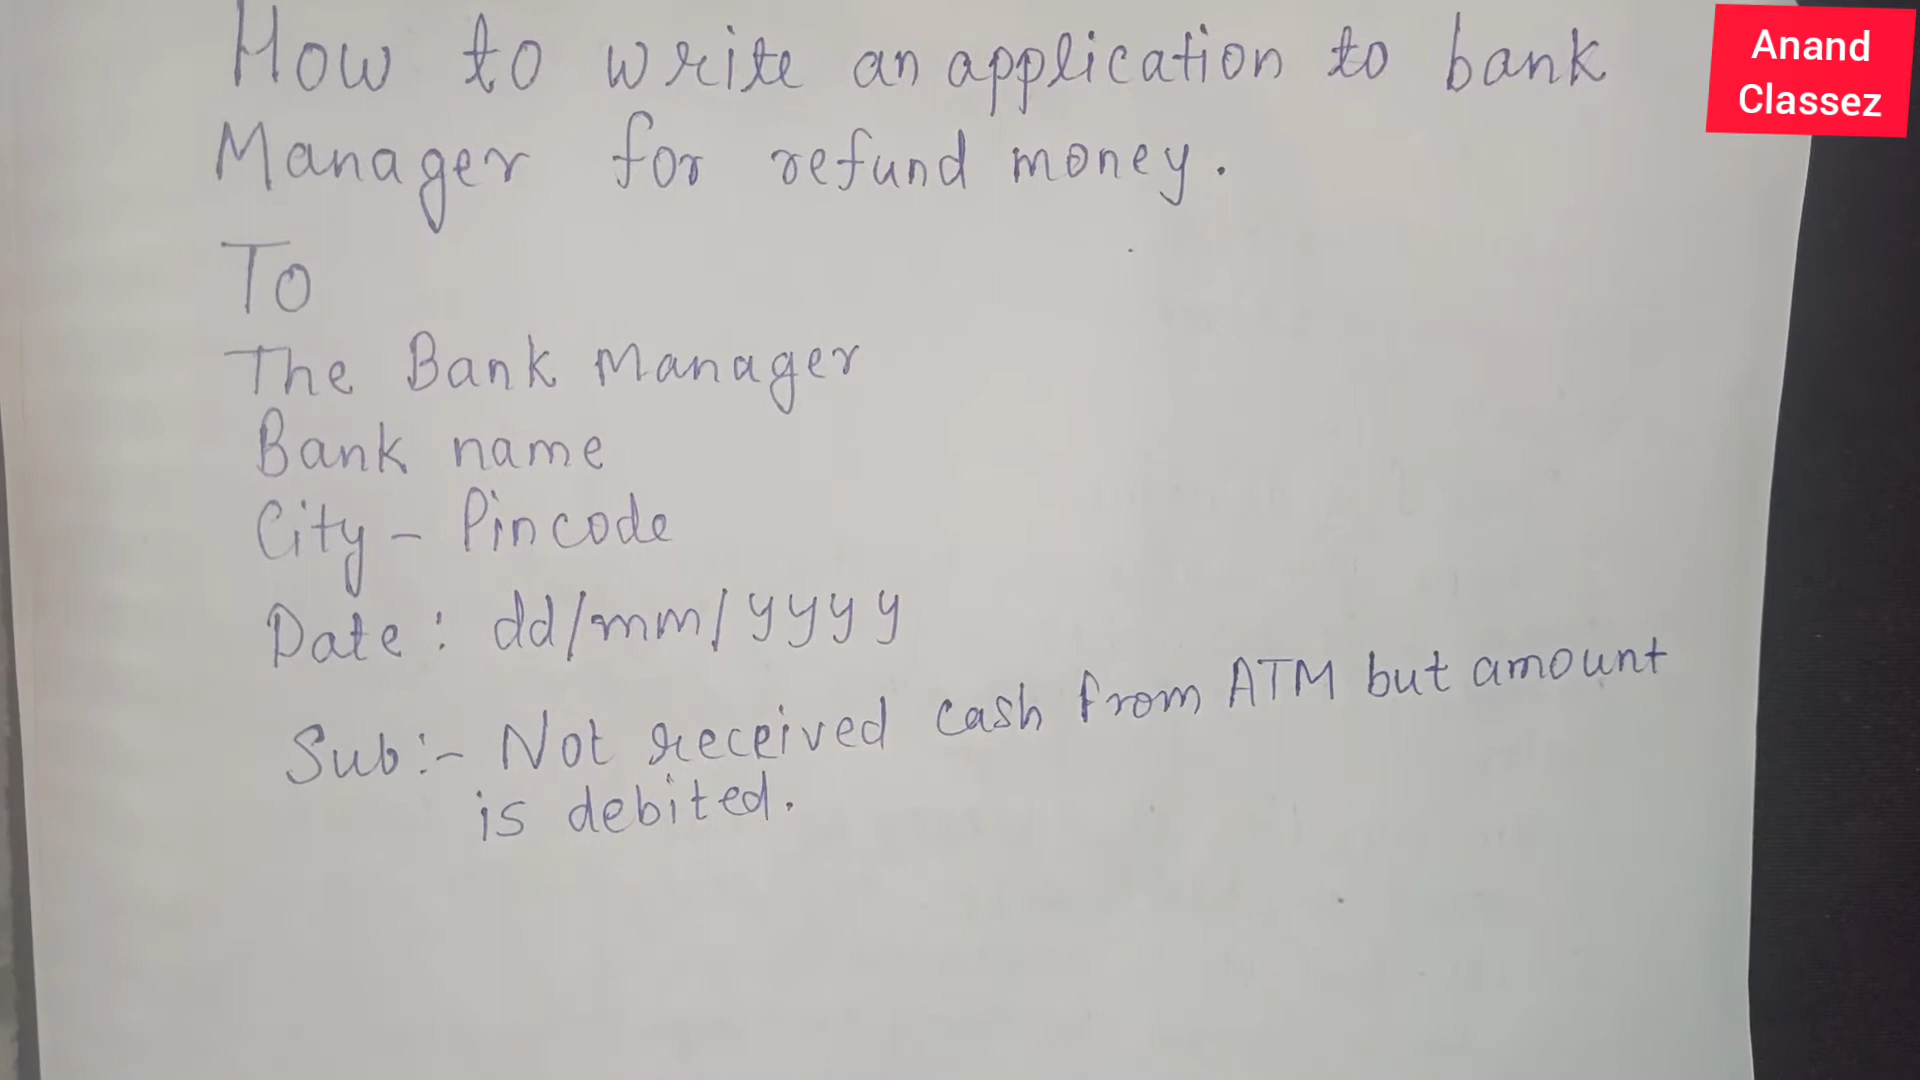 How to write an application to bank
Manager for refund money.
To
The Bank Manager
Bank name
City - Pincode
Date : dd/mm/yyyy
Sub:- Not received cash from ATM but amount
is debited.
Anand
Classez